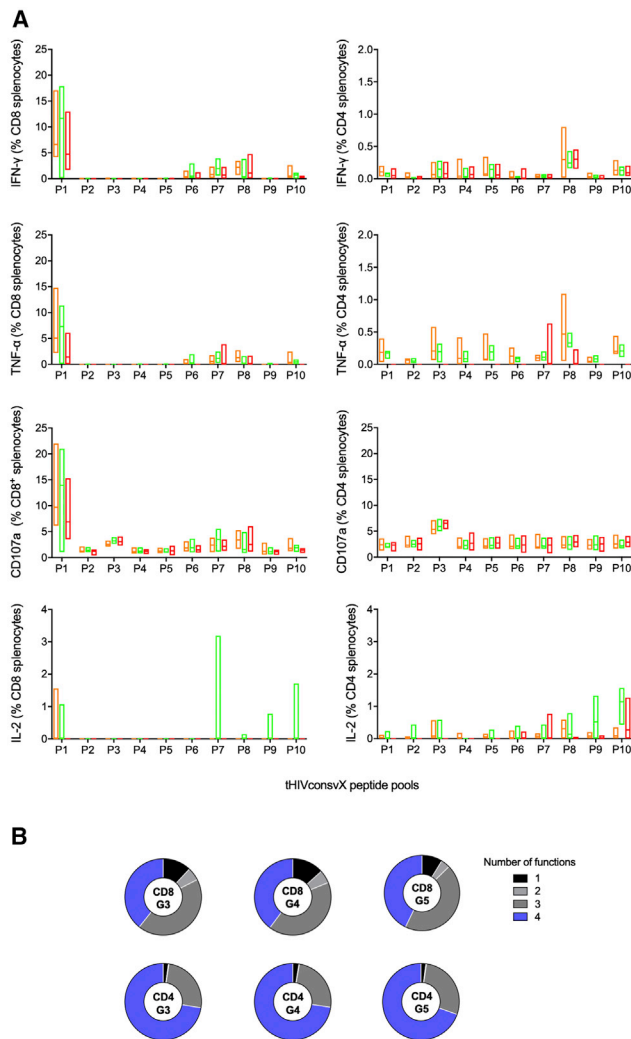 A
IFN-γ (% CD8 splenocytes)
25
20
15
10
5
0
P1 P2 P3 P4 P5 P6 P7 P8 P9 P10
IFN-γ (% CD4 splenocytes)
2.0
1.5
1.0
0.5
0.0
P1 P2 P3 P4 P5 P6 P7 P8 P9 P10
TNF-α (% CD8 splenocytes)
25
20
15
10
5
0
P1 P2 P3 P4 P5 P6 P7 P8 P9 P10
TNF-α (% CD4 splenocytes)
2.0
1.5
1.0
0.5
0.0
P1 P2 P3 P4 P5 P6 P7 P8 P9 P10
CD107a (% CD8+ splenocytes)
25
20
15
10
5
0
P1 P2 P3 P4 P5 P6 P7 P8 P9 P10
CD107a (% CD4 splenocytes)
25
20
15
10
5
0
P1 P2 P3 P4 P5 P6 P7 P8 P9 P10
IL-2 (% CD8 splenocytes)
4
3
2
1
0
P1 P2 P3 P4 P5 P6 P7 P8 P9 P10
IL-2 (% CD4 splenocytes)
4
3
2
1
0
P1 P2 P3 P4 P5 P6 P7 P8 P9 P10
tHIVconsvX peptide pools
B
CD8
G3
CD8
G4
CD8
G5
Number of functions
1
2
3
4
CD4
G3
CD4
G4
CD4
G5